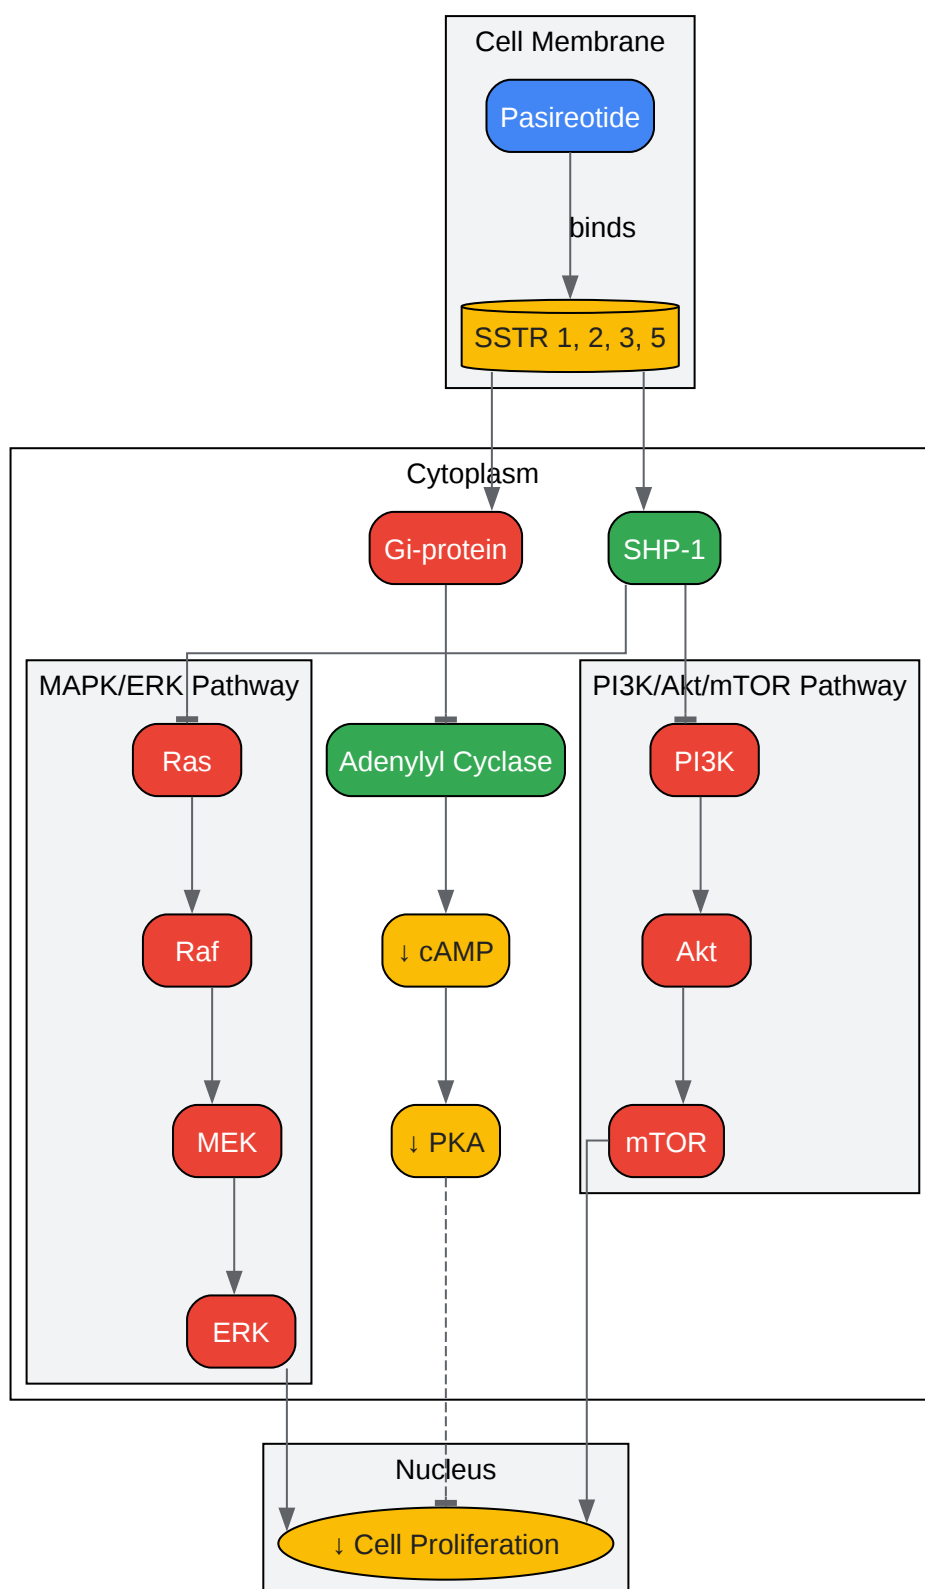 Cell Membrane
Pasireotide
binds
SSTR 1, 2, 3, 5
Cytoplasm
Gi-protein
SHP-1
MAPK/ERK Pathway
PI3K/Akt/mTOR Pathway
Ras
Adenylyl Cyclase
PI3K
Raf
↓ cAMP
Akt
MEK
↓ PKA
mTOR
ERK
Nucleus
↓ Cell Proliferation